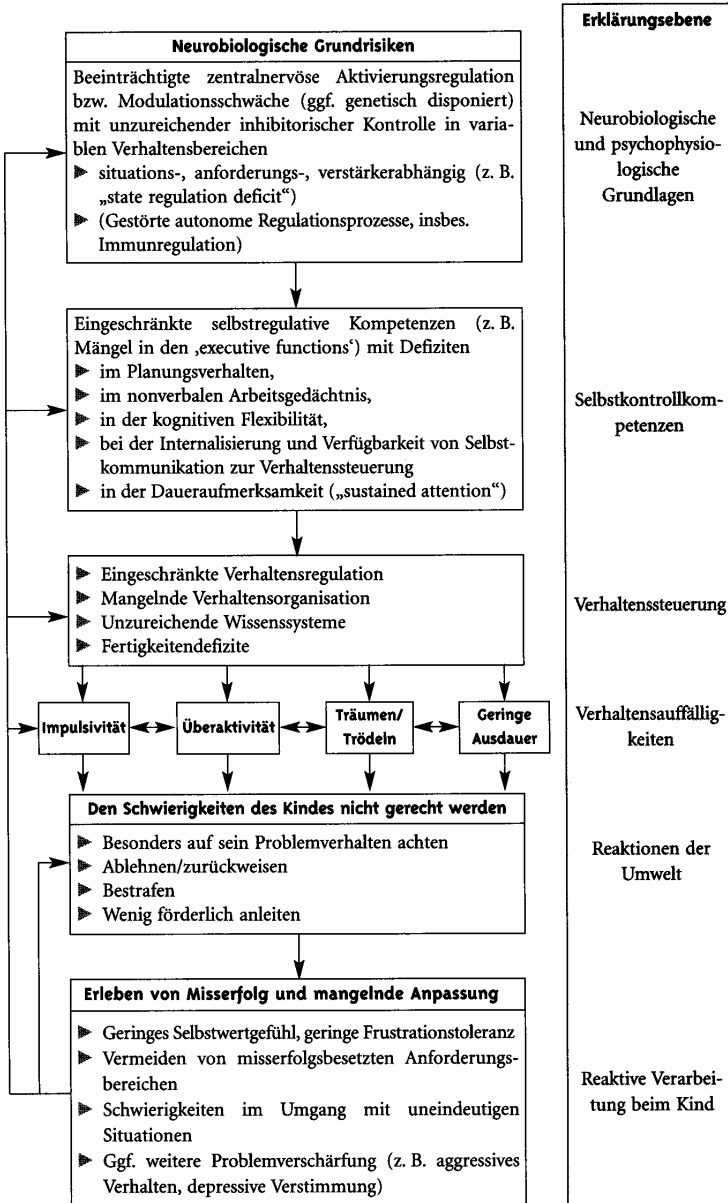 Erklärungsebene
Neurobiologische Grundrisiken
Beeinträchtigte zentralnervöse Aktivierungsregulation
bzw. Modulationsschwäche (ggf. genetisch disponiert)
mit unzureichender inhibitorischer Kontrolle in varia-
blen Verhaltensbereichen
▶ situations-, anforderungs-, verstärkerabhängig (z. B.
„state regulation deficit“)
▶ (Gestörte autonome Regulationsprozesse, insbes.
Immunregulation)
Neurobiologische
und psychophysio-
logische
Grundlagen
Eingeschränkte selbstregulative Kompetenzen (z. B.
Mängel in den ‚executive functions‘) mit Defiziten
▶ im Planungsverhalten,
▶ im nonverbalen Arbeitsgedächtnis,
▶ in der kognitiven Flexibilität,
▶ bei der Internalisierung und Verfügbarkeit von Selbst-
kommunikation zur Verhaltenssteuerung
▶ in der Daueraufmerksamkeit („sustained attention“)
Selbstkontrollkom-
petenzen
▶ Eingeschränkte Verhaltensregulation
▶ Mangelnde Verhaltensorganisation
▶ Unzureichende Wissenssysteme
▶ Fertigkeitendefizite
Verhaltenssteuerung
Impulsivität
Überaktivität
Träumen/
Trödeln
Geringe
Ausdauer
Verhaltensauffällig-
keiten
Den Schwierigkeiten des Kindes nicht gerecht werden
▶ Besonders auf sein Problemverhalten achten
▶ Ablehnen/zurückweisen
▶ Bestrafen
▶ Wenig förderlich anleiten
Reaktionen der
Umwelt
Erleben von Misserfolg und mangelnde Anpassung
▶ Geringes Selbstwertgefühl, geringe Frustrationstoleranz
▶ Vermeiden von misserfolgsbesetzten Anforderungs-
bereichen
▶ Schwierigkeiten im Umgang mit uneindeutigen
Situationen
▶ Ggf. weitere Problemverschärfung (z. B. aggressives
Verhalten, depressive Verstimmung)
Reaktive Verarbei-
tung beim Kind